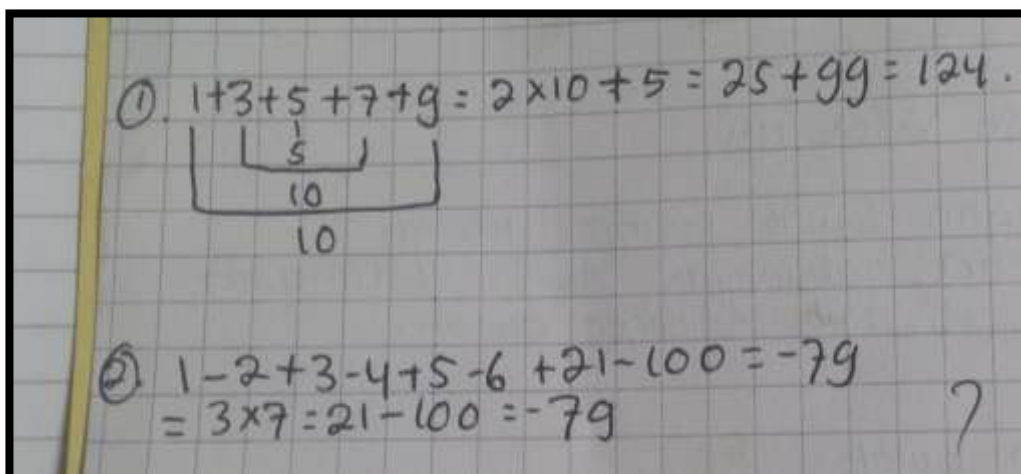 ① 1+3+5+7+9 = 2×10+5 = 25+99 = 124.
5
10
10
② 1-2+3-4+5-6+21-100 = -79
= 3×7 = 21-100 = -79
?